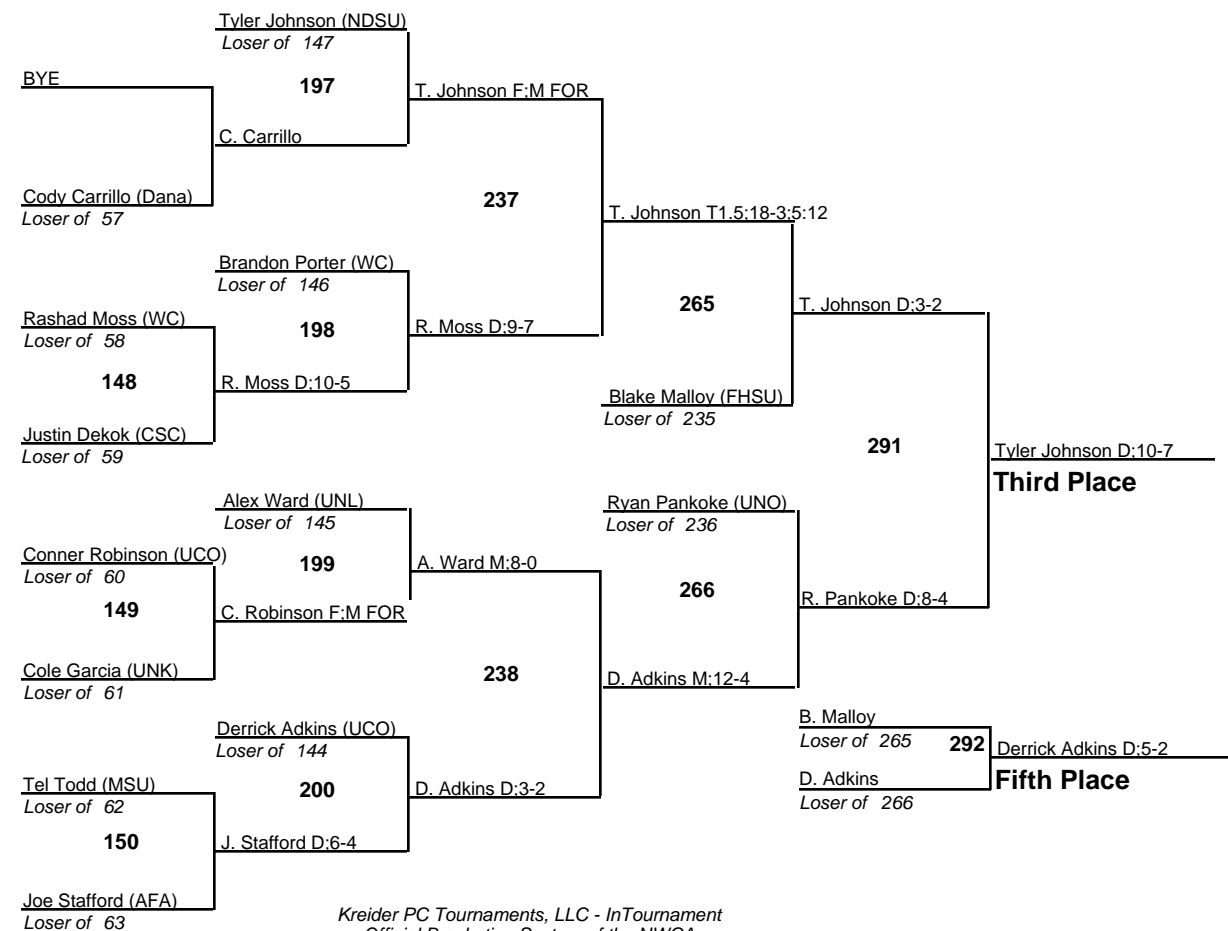 Tyler Johnson (NDSU)
Loser of 147
BYE
197
T. Johnson F;M FOR
C. Carrillo
Cody Carrillo (Dana)
Loser of 57
237
T. Johnson T1.5;18-3;5:12
Brandon Porter (WC)
Loser of 146
Rashad Moss (WC)
Loser of 58
198
R. Moss D;9-7
265
T. Johnson D;3-2
148
R. Moss D;10-5
Blake Malloy (FHSU)
Loser of 235
Justin Dekok (CSC)
Loser of 59
291
Tyler Johnson D;10-7
Third Place
Alex Ward (UNL)
Loser of 145
Ryan Pankoke (UNO)
Loser of 236
Conner Robinson (UCO)
Loser of 60
199
A. Ward M;8-0
266
R. Pankoke D;8-4
149
C. Robinson F;M FOR
Cole Garcia (UNK)
Loser of 61
238
D. Adkins M;12-4
Derrick Adkins (UCO)
Loser of 144
B. Malloy
Loser of 265
292
Derrick Adkins D;5-2
Fifth Place
D. Adkins
Loser of 266
Tel Todd (MSU)
Loser of 62
200
D. Adkins D;3-2
150
J. Stafford D;6-4
Joe Stafford (AFA)
Loser of 63
Kreider PC Tournaments, LLC - InTournament